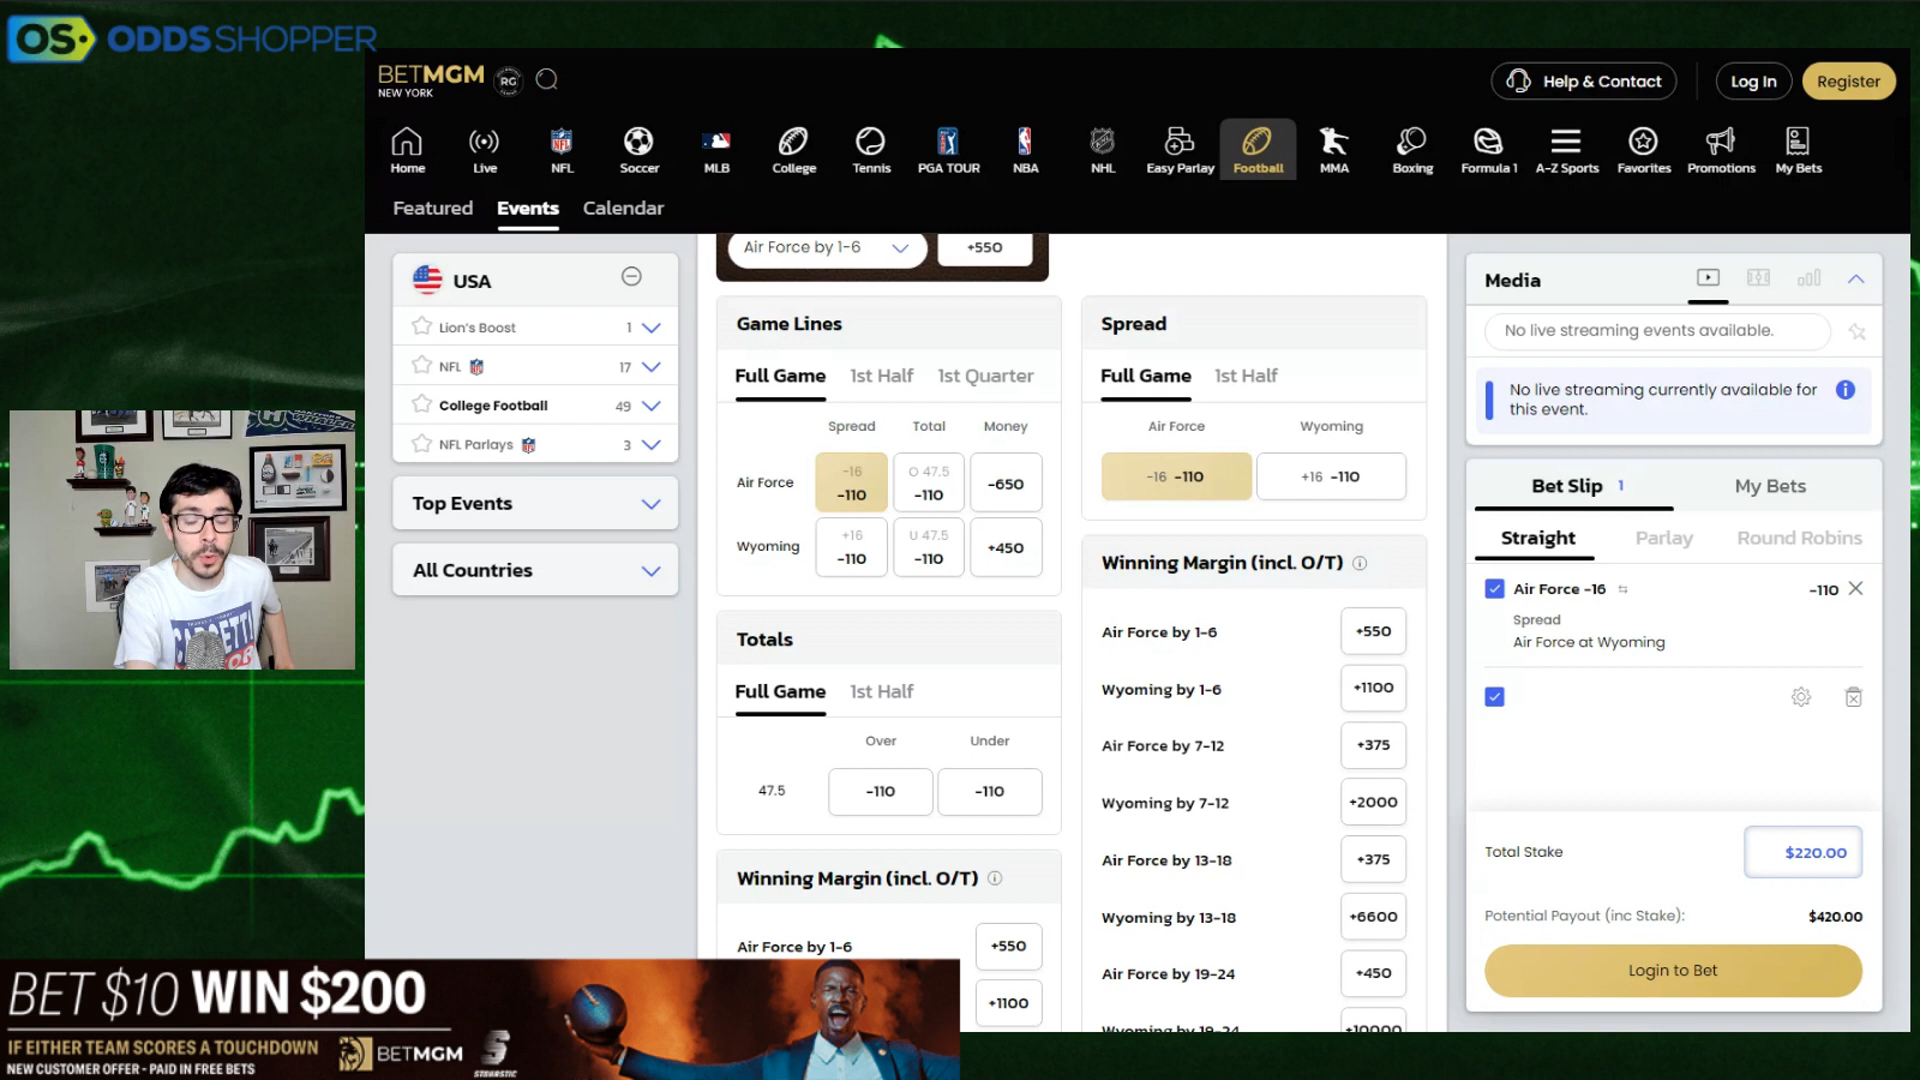 OS ODDSSHOPPER
BETMGM
NEW YORK
RG
Help & Contact
Log In
Register
Home
Live
NFL
Soccer
MLB
College
Tennis
PGA TOUR
NBA
NHL
Easy Parlay
Football
MMA
Boxing
Formula 1
A-Z Sports
Favorites
Promotions
My Bets
Featured
Events
Calendar
USA
Lion's Boost 1
NFL 17
College Football 49
NFL Parlays 3
Top Events
All Countries
Air Force by 1-6 +550
Game Lines
Full Game 1st Half 1st Quarter
Spread Total Money
Air Force
-16
-110
O 47.5
-110
-650
Wyoming
+16
-110
U 47.5
-110
+450
Totals
Full Game 1st Half
Over Under
47.5 -110 -110
Winning Margin (incl. O/T)
Air Force by 1-6 +550
+1100
Spread
Full Game 1st Half
Air Force Wyoming
-16 -110 +16 -110
Winning Margin (incl. O/T)
Air Force by 1-6 +550
Wyoming by 1-6 +1100
Air Force by 7-12 +375
Wyoming by 7-12 +2000
Air Force by 13-18 +375
Wyoming by 13-18 +6600
Air Force by 19-24 +450
Wyoming by 19-24 +10000
Media
No live streaming events available.
No live streaming currently available for
this event.
Bet Slip 1 My Bets
Straight Parlay Round Robins
Air Force -16 -110
Spread
Air Force at Wyoming
Total Stake $220.00
Potential Payout (inc Stake): $420.00
Login to Bet
BET $10 WIN $200
IF EITHER TEAM SCORES A TOUCHDOWN
NEW CUSTOMER OFFER - PAID IN FREE BETS
BETMGM
STOKASTIC